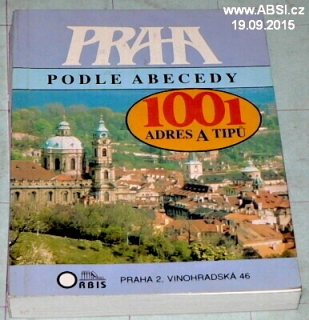 www.ABSI.cz
19.09.2015
PRAHA
PODLE ABECEDY
1001
ADRES A TIPŮ
ORBIS
PRAHA 2, VINOHRADSKÁ 46